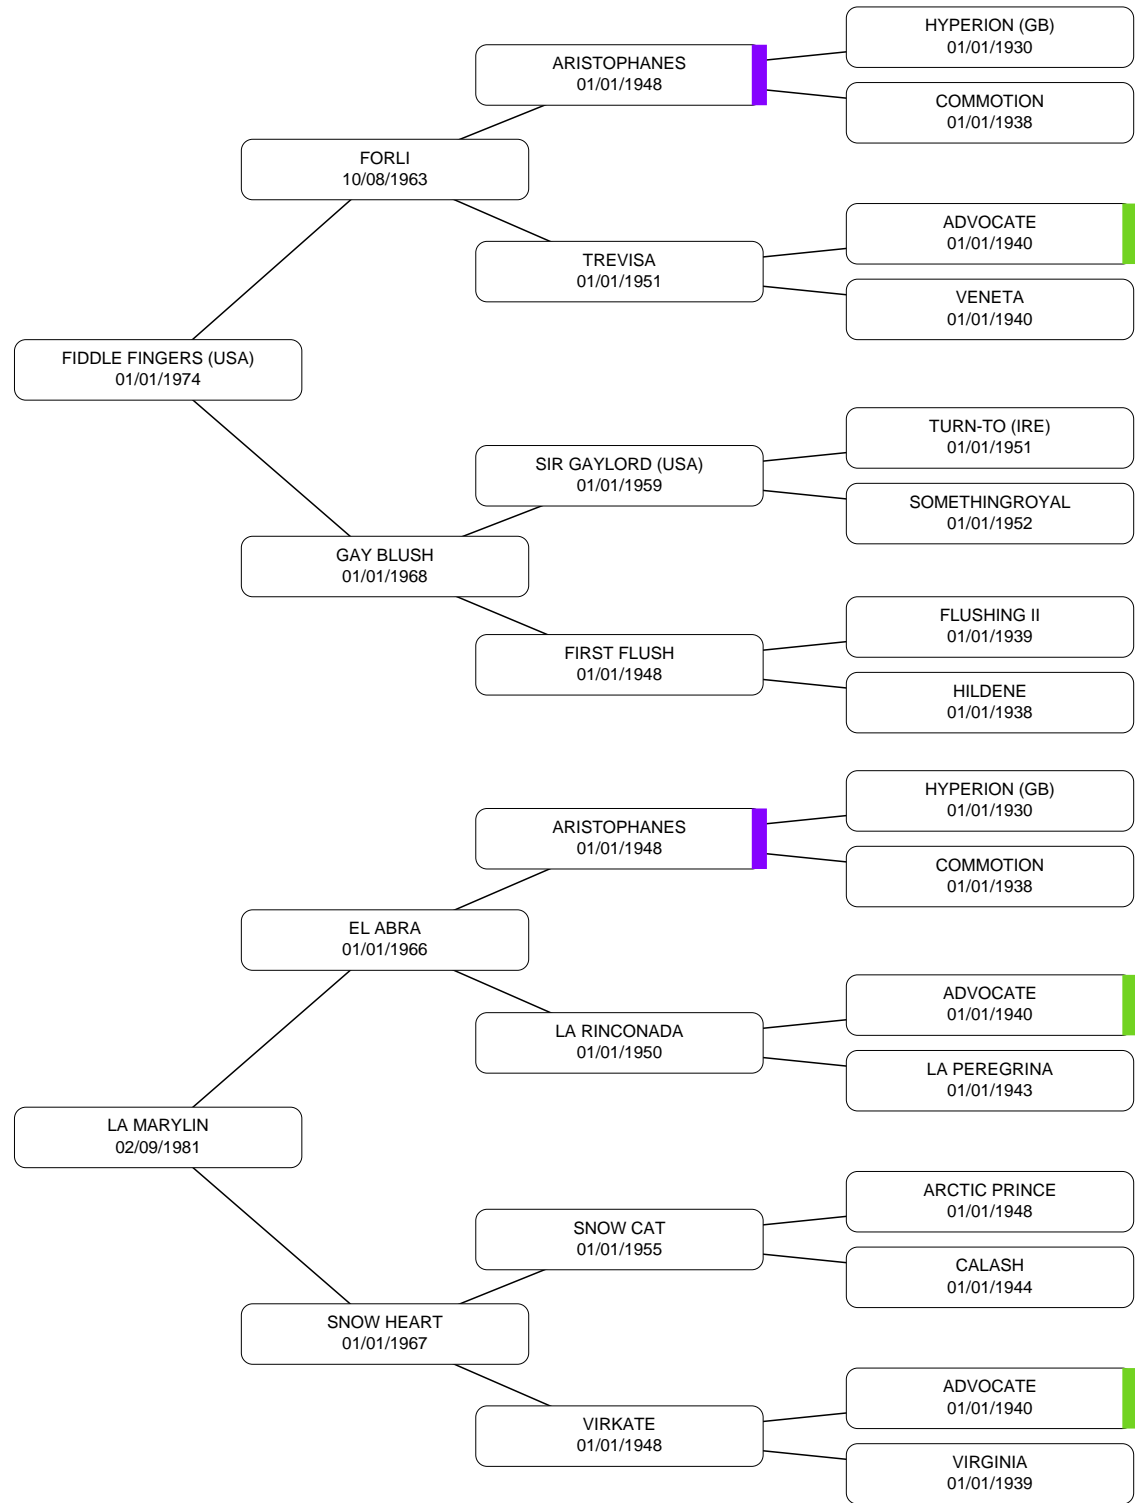 HYPERION (GB)
01/01/1930
ARISTOPHANES
01/01/1948
COMMOTION
01/01/1938
FORLI
10/08/1963
ADVOCATE
01/01/1940
TREVISA
01/01/1951
VENETA
01/01/1940
FIDDLE FINGERS (USA)
01/01/1974
TURN-TO (IRE)
01/01/1951
SIR GAYLORD (USA)
01/01/1959
SOMETHINGROYAL
01/01/1952
GAY BLUSH
01/01/1968
FLUSHING II
01/01/1939
FIRST FLUSH
01/01/1948
HILDENE
01/01/1938
HYPERION (GB)
01/01/1930
ARISTOPHANES
01/01/1948
COMMOTION
01/01/1938
EL ABRA
01/01/1966
ADVOCATE
01/01/1940
LA RINCONADA
01/01/1950
LA PEREGRINA
01/01/1943
LA MARYLIN
02/09/1981
ARCTIC PRINCE
01/01/1948
SNOW CAT
01/01/1955
CALASH
01/01/1944
SNOW HEART
01/01/1967
ADVOCATE
01/01/1940
VIRKATE
01/01/1948
VIRGINIA
01/01/1939